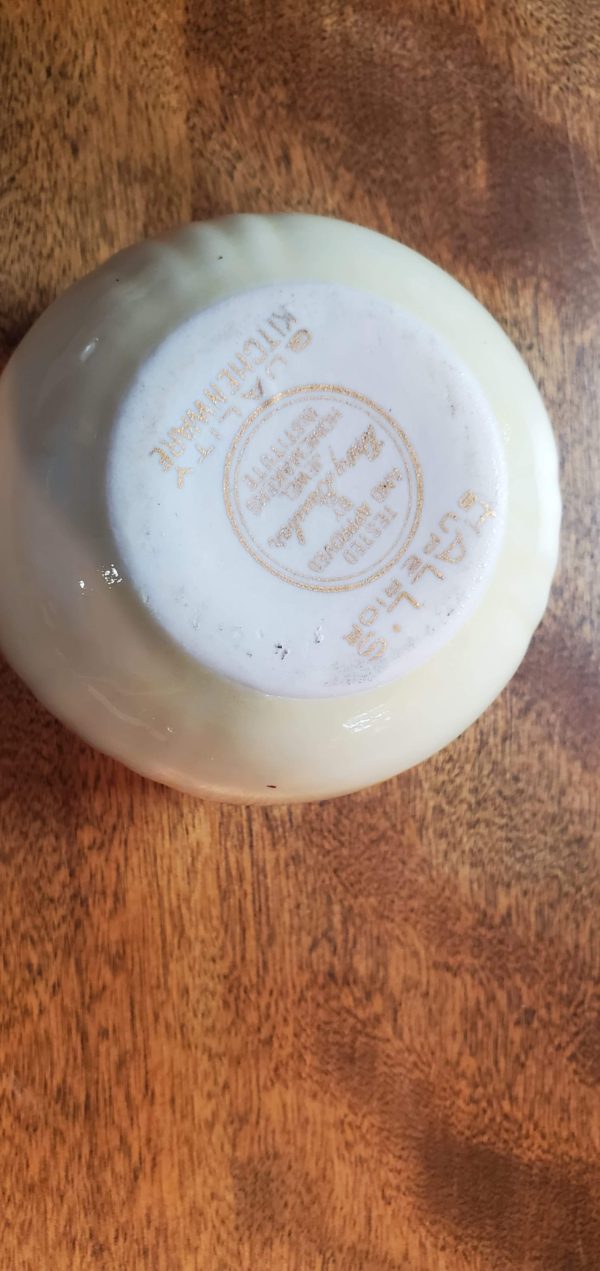 HALL'S
SUPERIOR
TESTED
AND APPROVED
BY
Mary Dunbar
JEWEL
HOMEMAKERS
INSTITUTE
QUALITY
KITCHENWARE